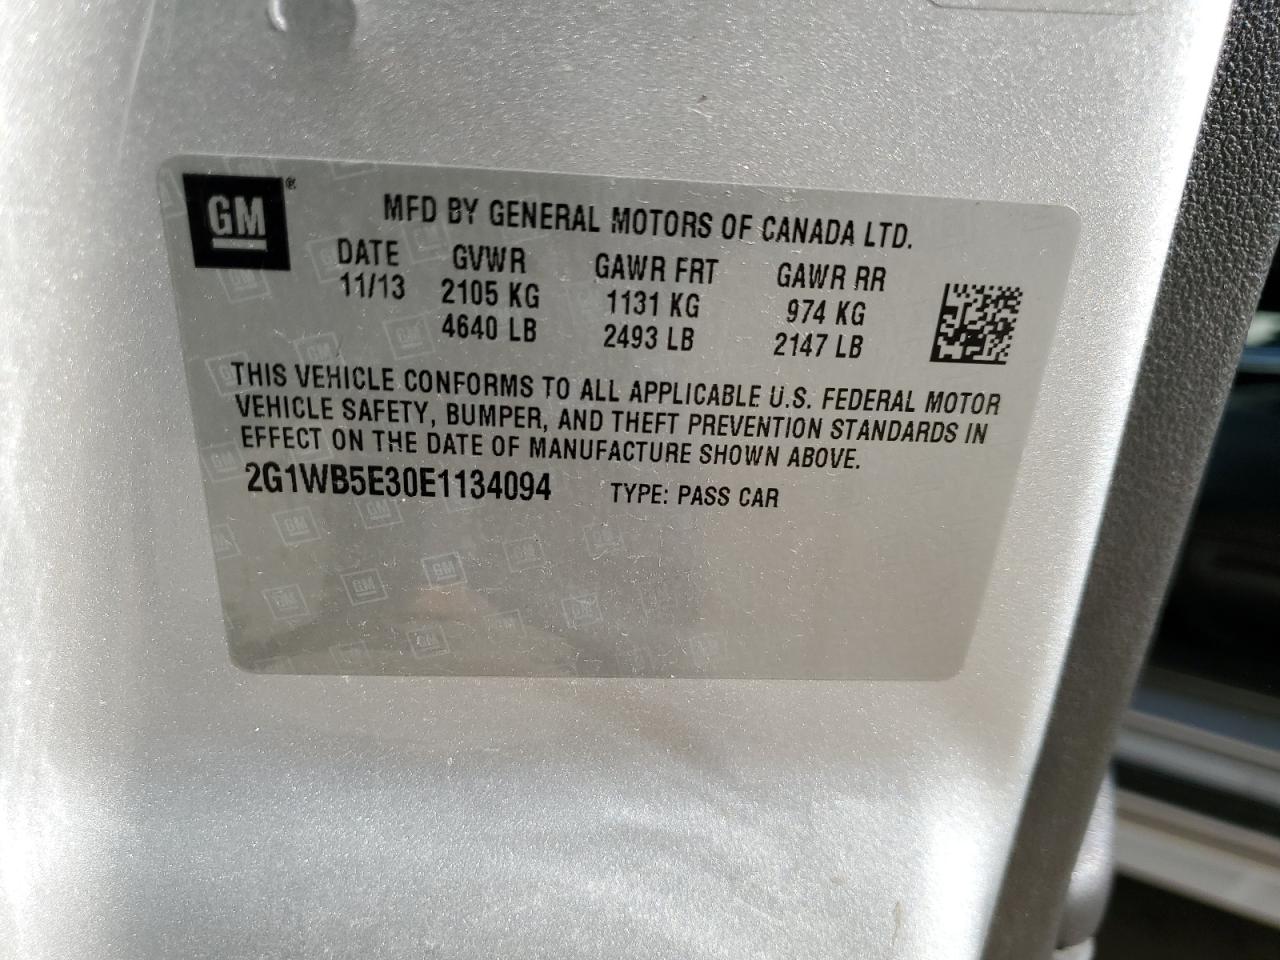 GM®
MFD BY GENERAL MOTORS OF CANADA LTD.
DATE GVWR GAWR FRT GAWR RR
11/13 2105 KG 1131 KG 974 KG
4640 LB 2493 LB 2147 LB
THIS VEHICLE CONFORMS TO ALL APPLICABLE U.S. FEDERAL MOTOR
VEHICLE SAFETY, BUMPER, AND THEFT PREVENTION STANDARDS IN
EFFECT ON THE DATE OF MANUFACTURE SHOWN ABOVE.
2G1WB5E30E1134094 TYPE: PASS CAR